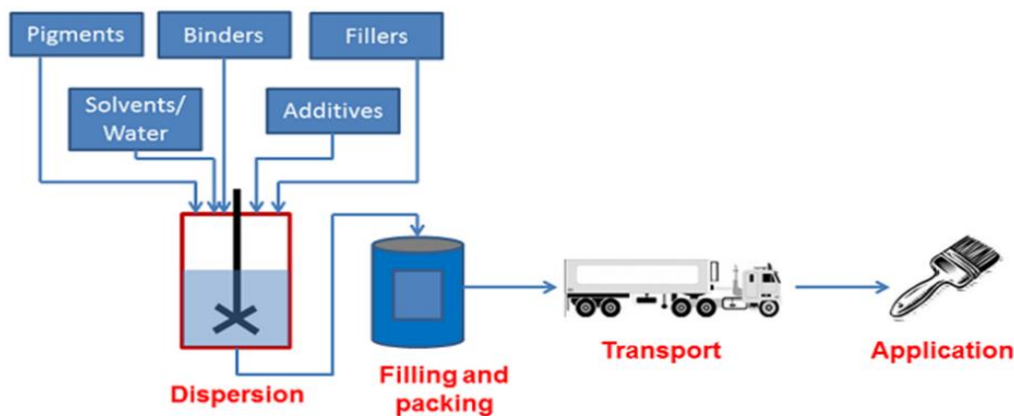 Pigments
Binders
Fillers
Solvents/
Water
Additives
Dispersion
Filling and
packing
Transport
Application